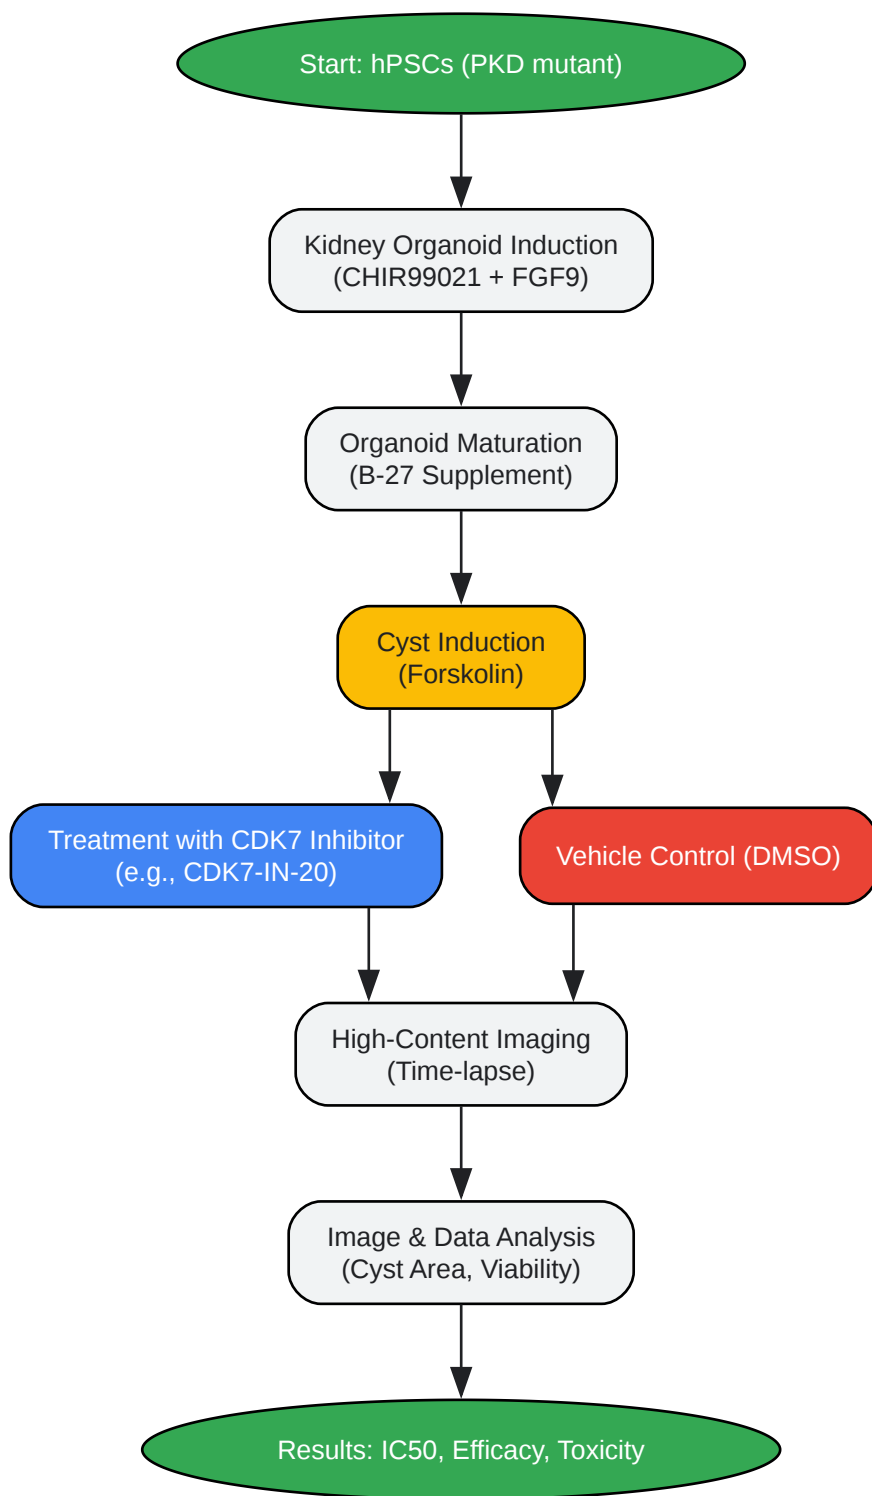 Start: hPSCs (PKD mutant)
Kidney Organoid Induction
(CHIR99021 + FGF9)
Organoid Maturation
(B-27 Supplement)
Cyst Induction
(Forskolin)
Treatment with CDK7 Inhibitor
(e.g., CDK7-IN-20)
Vehicle Control (DMSO)
High-Content Imaging
(Time-lapse)
Image & Data Analysis
(Cyst Area, Viability)
Results: IC50, Efficacy, Toxicity